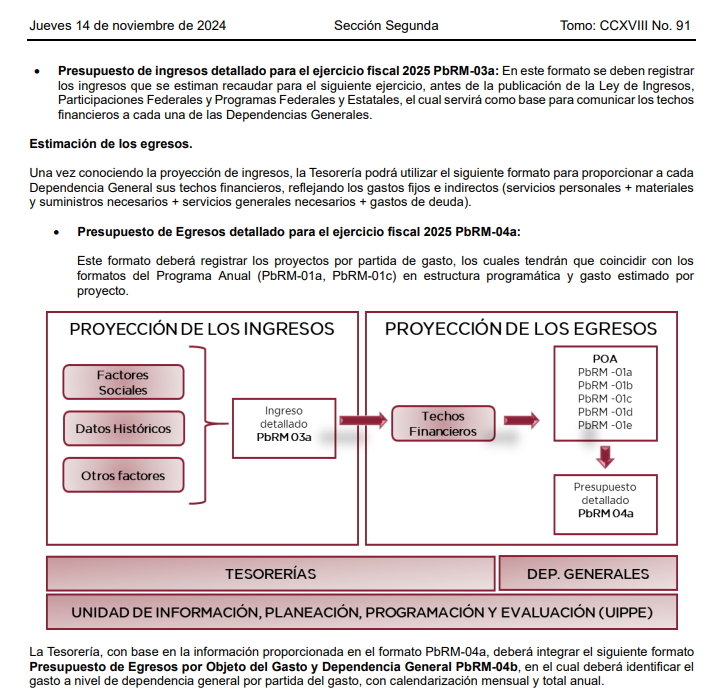 Jueves 14 de noviembre de 2024 Sección Segunda Tomo: CCXVIII No. 91
• Presupuesto de ingresos detallado para el ejercicio fiscal 2025 PbRM-03a: En este formato se deben registrar
los ingresos que se estiman recaudar para el siguiente ejercicio, antes de la publicación de la Ley de Ingresos,
Participaciones Federales y Programas Federales y Estatales, el cual servirá como base para comunicar los techos
financieros a cada una de las Dependencias Generales.
Estimación de los egresos.
Una vez conociendo la proyección de ingresos, la Tesorería podrá utilizar el siguiente formato para proporcionar a cada
Dependencia General sus techos financieros, reflejando los gastos fijos e indirectos (servicios personales + materiales
y suministros necesarios + servicios generales necesarios + gastos de deuda).
• Presupuesto de Egresos detallado para el ejercicio fiscal 2025 PbRM-04a:
Este formato deberá registrar los proyectos por partida de gasto, los cuales tendrán que coincidir con los
formatos del Programa Anual (PbRM-01a, PbRM-01c) en estructura programática y gasto estimado por
proyecto.
PROYECCIÓN DE LOS INGRESOS
Factores
Sociales
Datos Históricos
Otros factores
Ingreso
detallado
PbRM 03a
PROYECCIÓN DE LOS EGRESOS
Techos
Financieros
POA
PbRM -01a
PbRM -01b
PbRM -01c
PbRM -01d
PbRM -01e
Presupuesto
detallado
PbRM 04a
TESORERÍAS
DEP. GENERALES
UNIDAD DE INFORMACIÓN, PLANEACIÓN, PROGRAMACIÓN Y EVALUACIÓN (UIPPE)
La Tesorería, con base en la información proporcionada en el formato PbRM-04a, deberá integrar el siguiente formato
Presupuesto de Egresos por Objeto del Gasto y Dependencia General PbRM-04b, en el cual deberá identificar el
gasto a nivel de dependencia general por partida del gasto, con calendarización mensual y total anual.